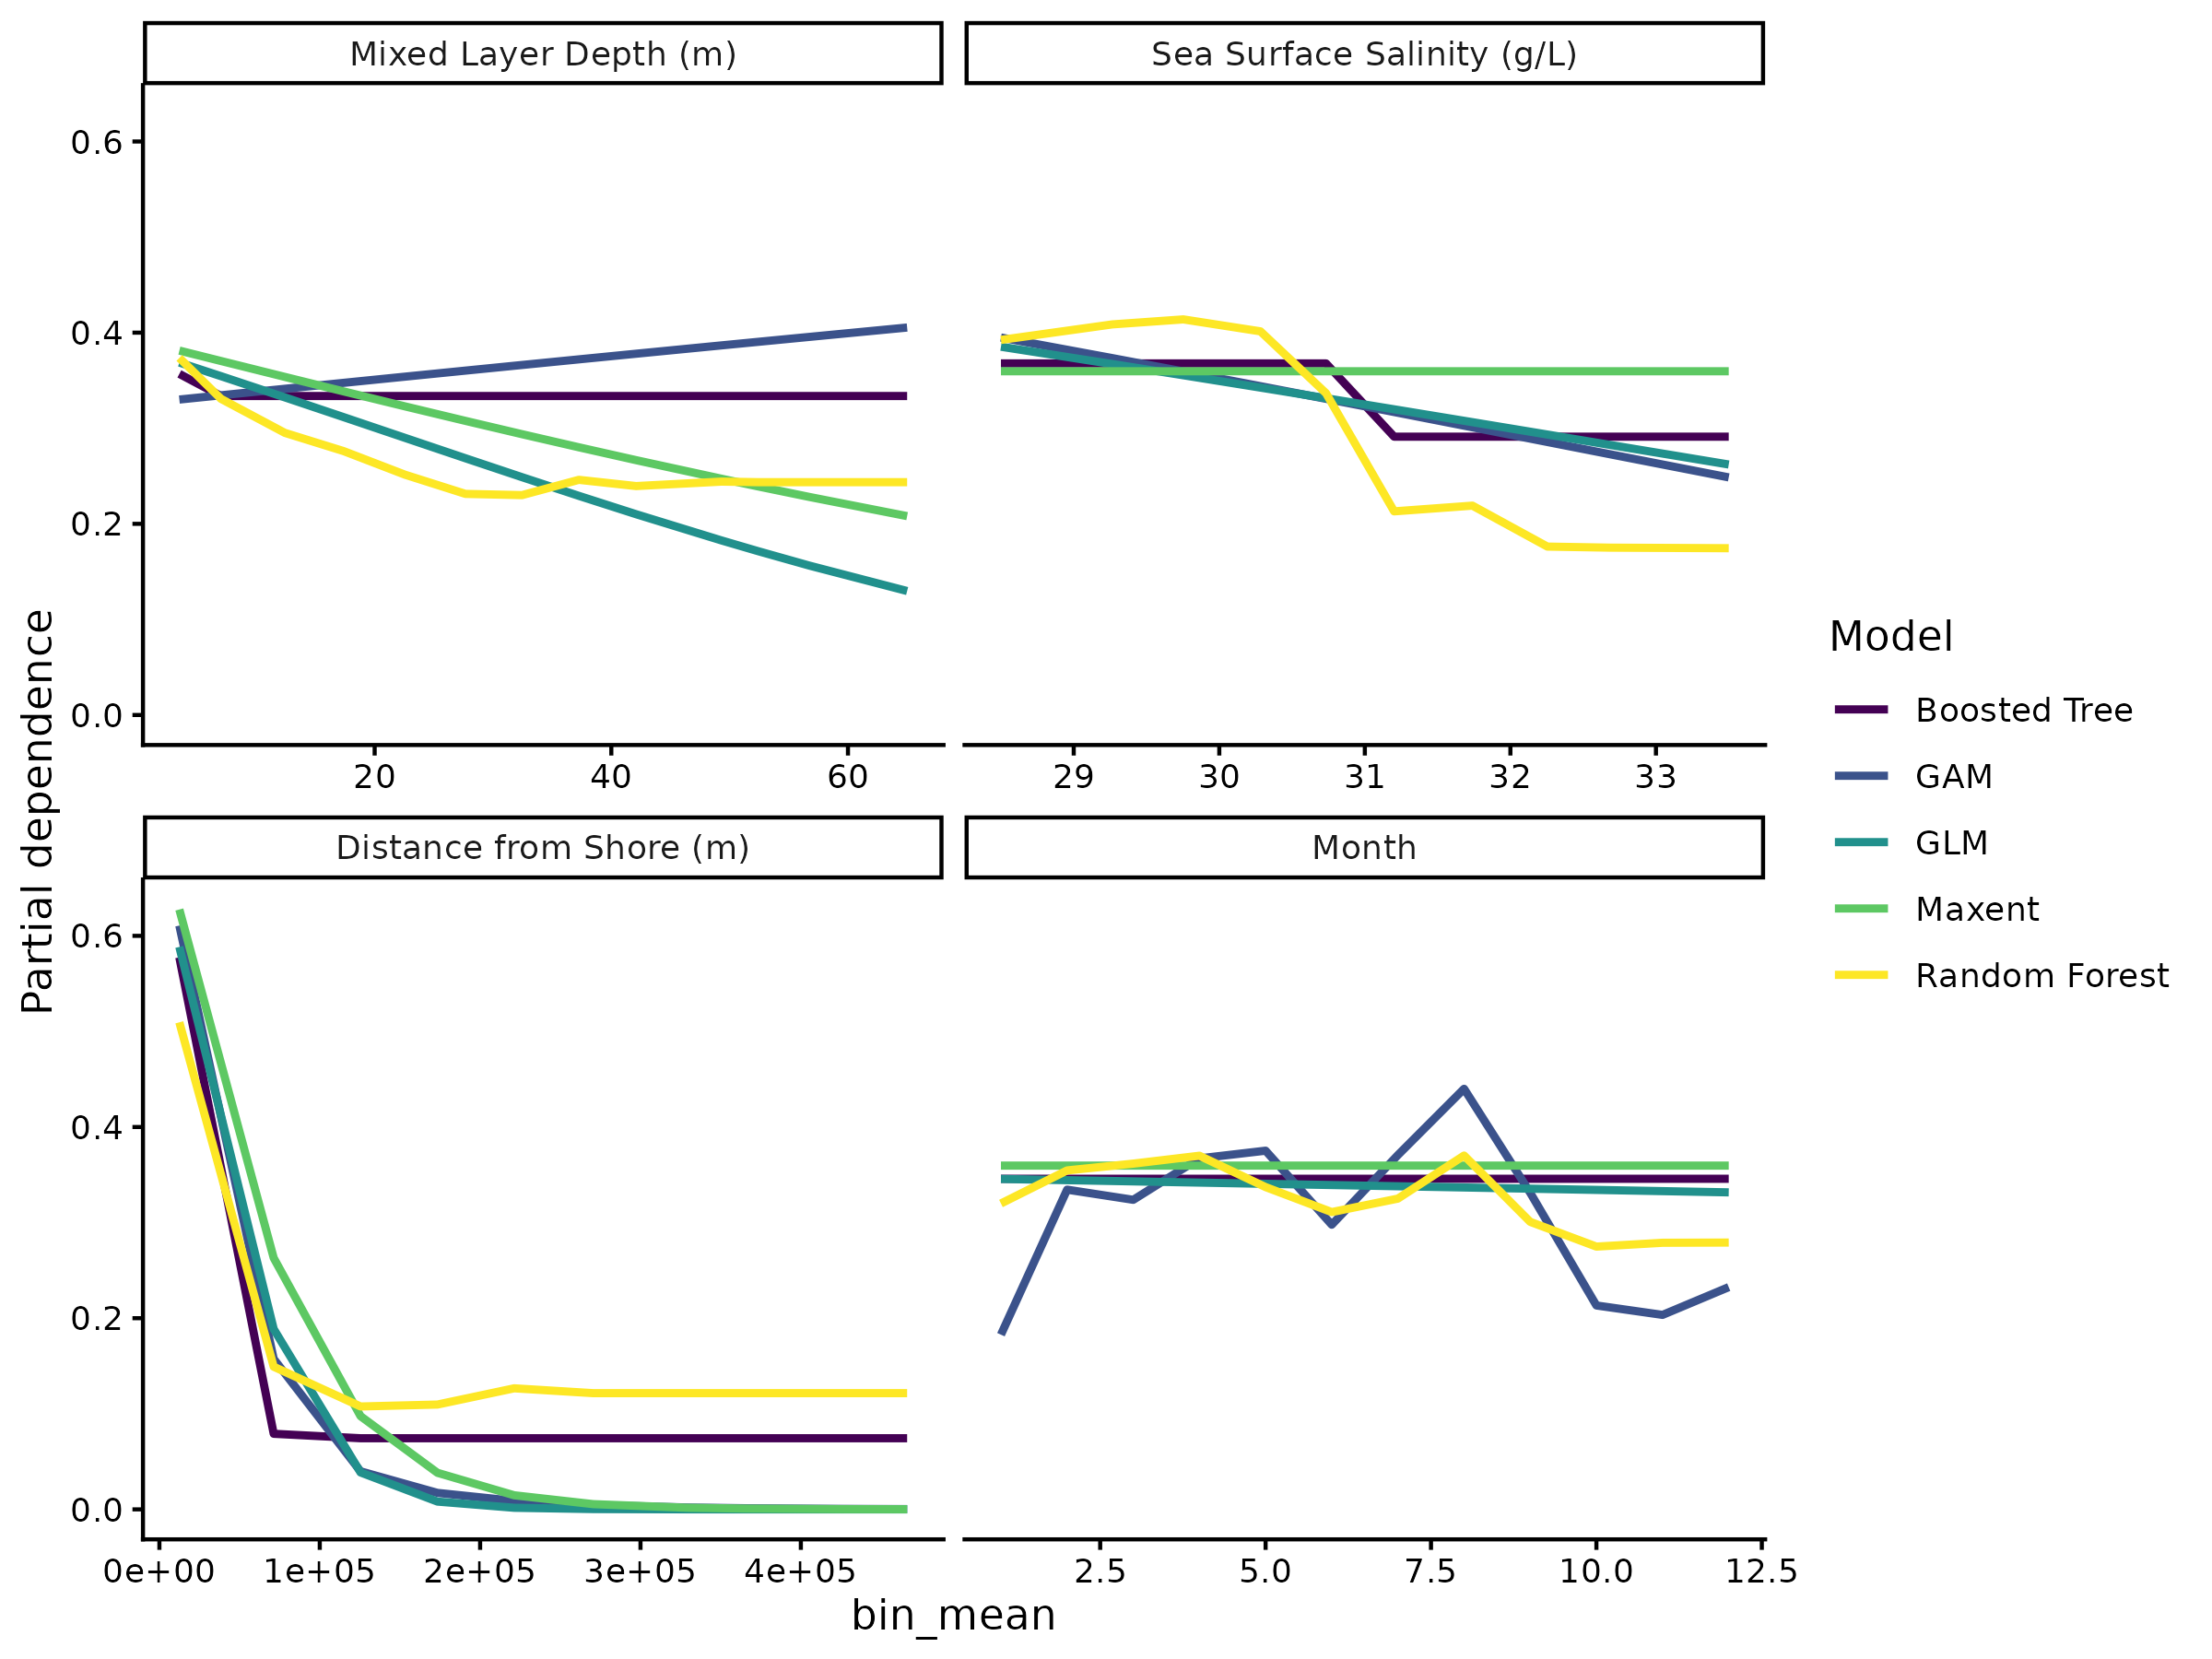 Mixed Layer Depth (m)
Sea Surface Salinity (g/L)
0.6
0.4
0.2
0.0
20 40 60
29 30 31 32 33
Distance from Shore (m)
Month
0.6
0.4
0.2
0.0
0e+00 1e+05 2e+05 3e+05 4e+05
2.5 5.0 7.5 10.0 12.5
bin_mean
Partial dependence
Model
Boosted Tree
GAM
GLM
Maxent
Random Forest